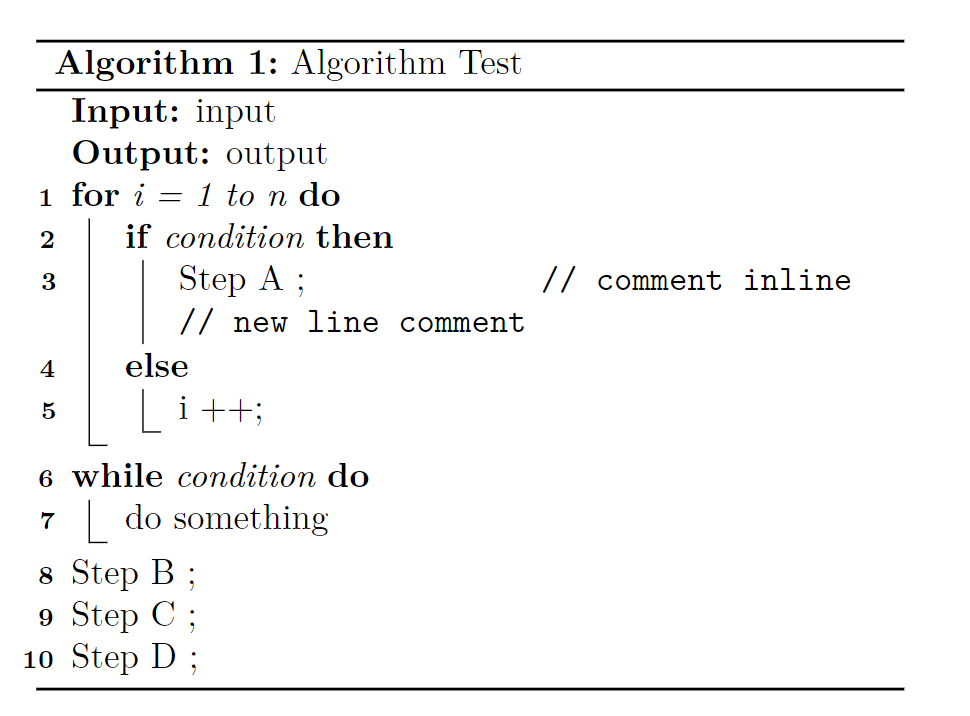 Algorithm 1: Algorithm Test
Input: input
Output: output
1 for i = 1 to n do
2 if condition then
3 Step A ; // comment inline
// new line comment
4 else
5 i ++;
6 while condition do
7 do something
8 Step B ;
9 Step C ;
10 Step D ;